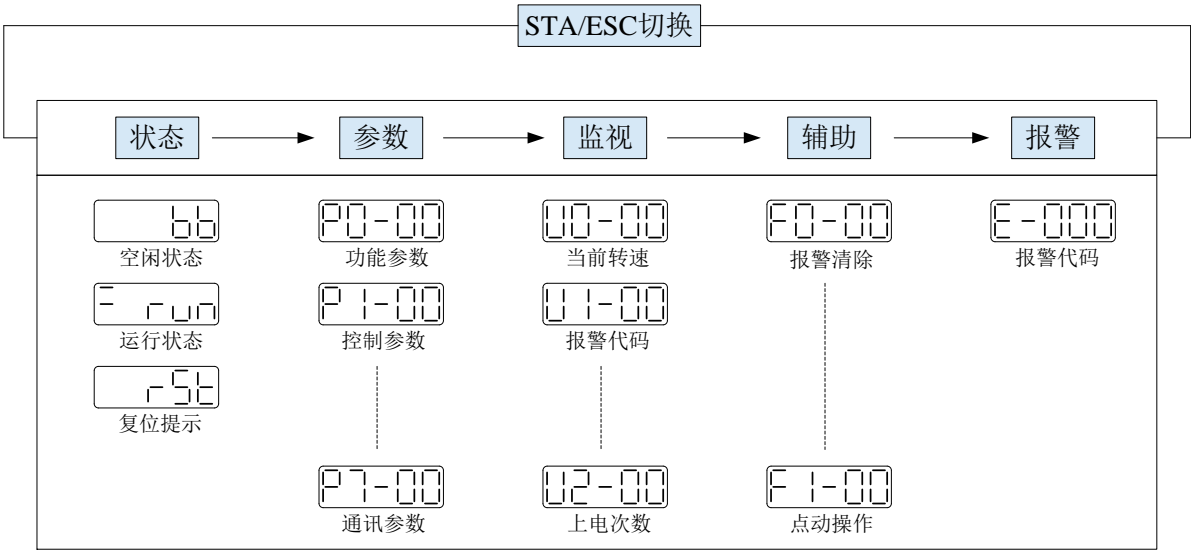 STA/ESC切换
状态 参数 监视 辅助 报警
bb P0-00 U0-00 F0-00 E-000
空闲状态 功能参数 当前转速 报警清除 报警代码
run P1-00 U1-00
运行状态 控制参数 报警代码
rSt
复位提示
P7-00 U2-00 F1-00
通讯参数 上电次数 点动操作